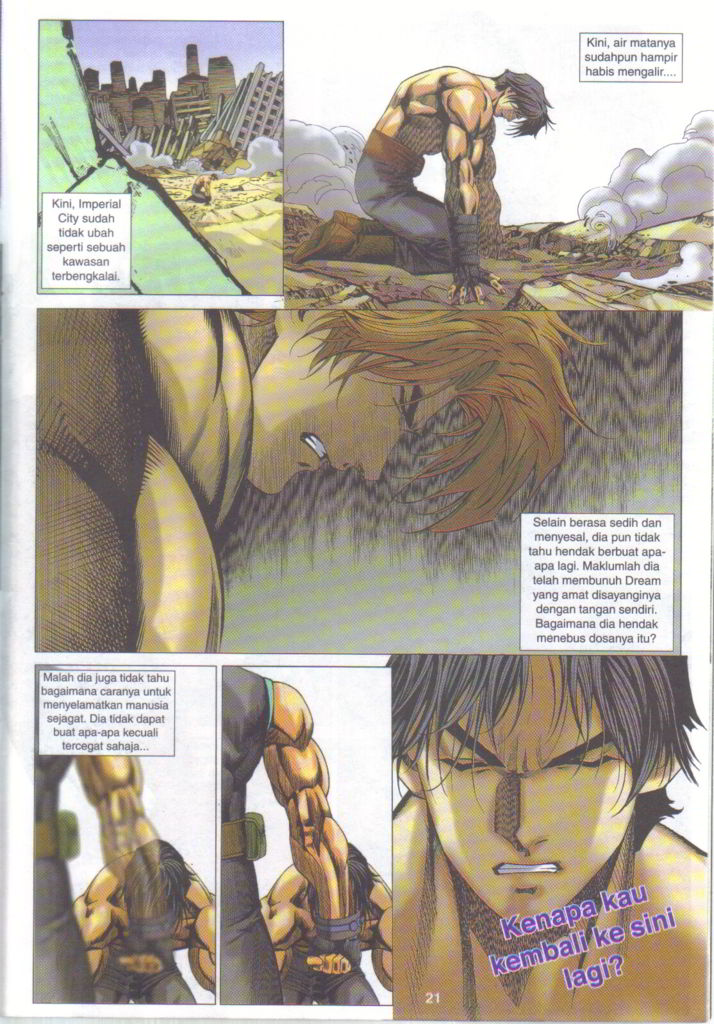 Kini, Imperial
City sudah
tidak ubah
seperti sebuah
kawasan
terbengkalai.
Kini, air matanya
sudahpun hampir
habis mengalir....
Selain berasa sedih dan
menyesal, dia pun tidak
tahu hendak berbuat apa-
apa lagi. Maklumlah dia
telah membunuh Dream
yang amat disayanginya
dengan tangan sendiri.
Bagaimana dia hendak
menebus dosanya itu?
Malah dia juga tidak tahu
bagaimana caranya untuk
menyelamatkan manusia
sejagat. Dia tidak dapat
buat apa-apa kecuali
tercegat sahaja...
Kenapa kau
kembali ke sini
lagi?
21